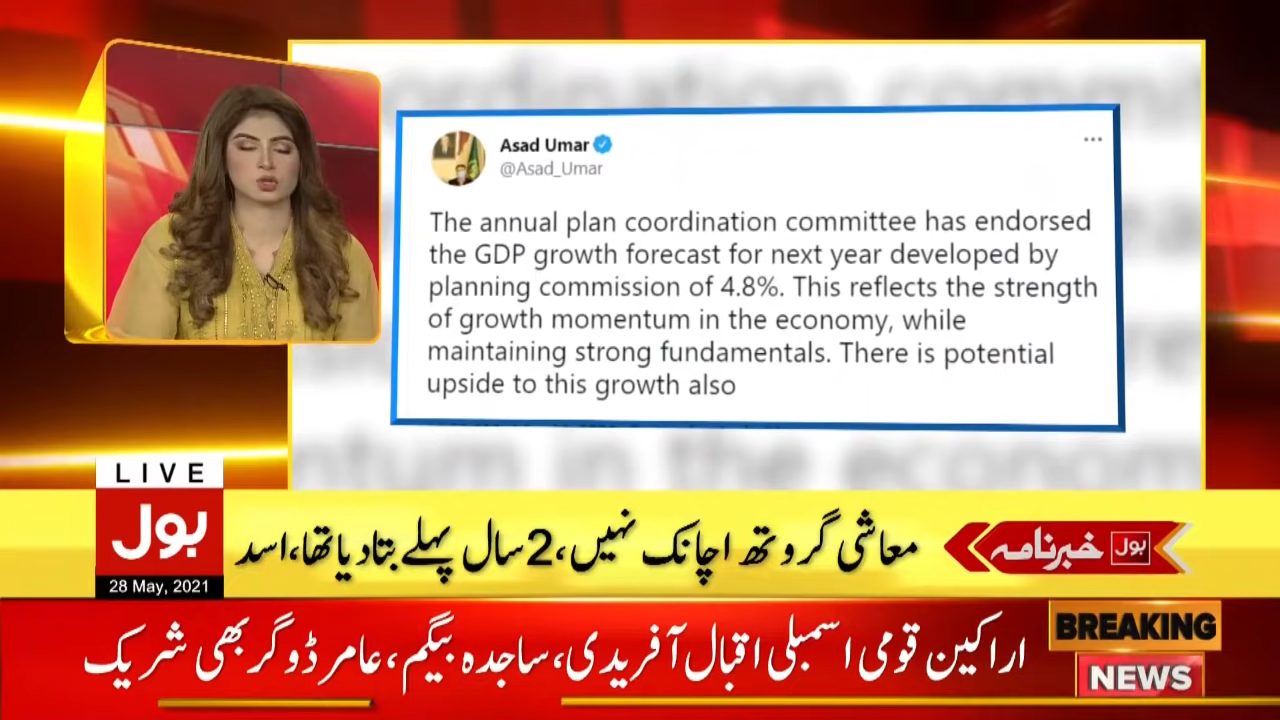 Asad Umar
@Asad_Umar
The annual plan coordination committee has endorsed
the GDP growth forecast for next year developed by
planning commission of 4.8%. This reflects the strength
of growth momentum in the economy, while
maintaining strong fundamentals. There is potential
upside to this growth also
LIVE
بول
28 May, 2021
بول خبرنامہ
معاشی گروتھ اچانک نہیں، 2 سال پہلے بتا دیا تھا، اسد
BREAKING
NEWS
اراکین قومی اسمبلی اقبال آفریدی، ساجدہ بیگم، عامر ڈوگر بھی شریک